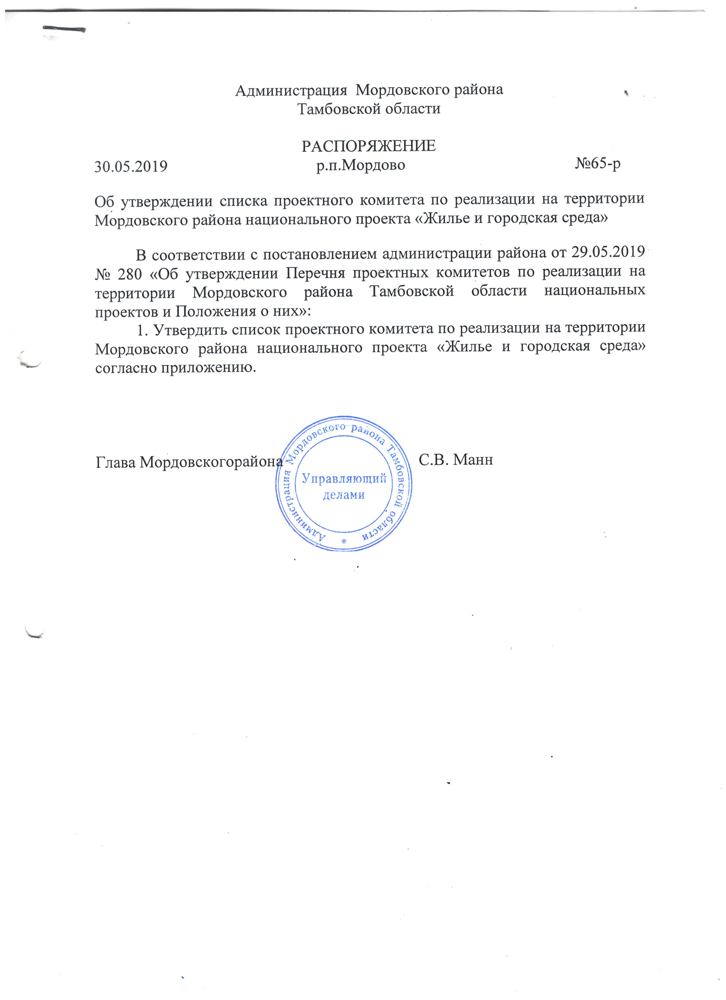 Администрация Мордовского района
Тамбовской области
РАСПОРЯЖЕНИЕ
30.05.2019 р.п.Мордово №65-р
Об утверждении списка проектного комитета по реализации на территории
Мордовского района национального проекта «Жилье и городская среда»
В соответствии с постановлением администрации района от 29.05.2019
№ 280 «Об утверждении Перечня проектных комитетов по реализации на
территории Мордовского района Тамбовской области национальных
проектов и Положения о них»:
1. Утвердить список проектного комитета по реализации на территории
Мордовского района национального проекта «Жилье и городская среда»
согласно приложению.
Глава Мордовскогорайона С.В. Манн
Администрация Мордовского района Тамбовской области *
Управляющий
делами